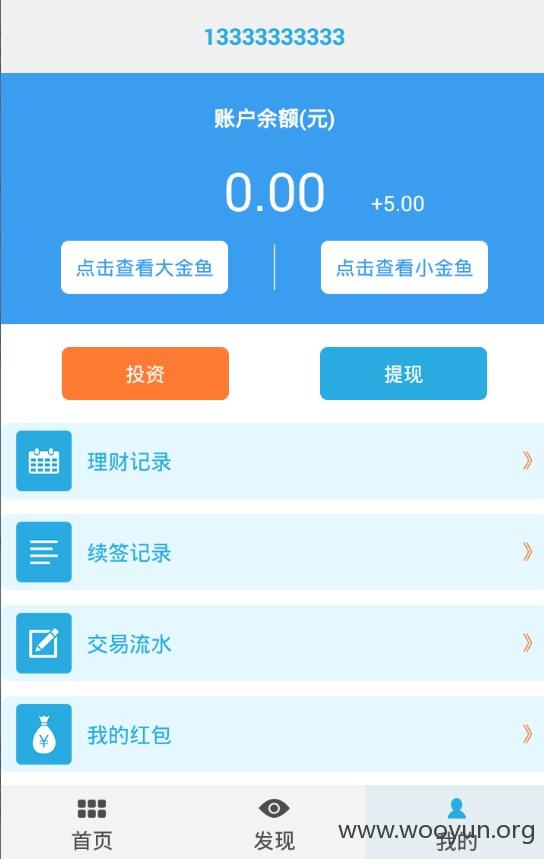 13333333333
账户余额(元)
0.00 +5.00
点击查看大金鱼 点击查看小金鱼
投资 提现
理财记录 》
续签记录 》
交易流水 》
¥ 我的红包 》
首页 发现 我的
www.wooyun.org